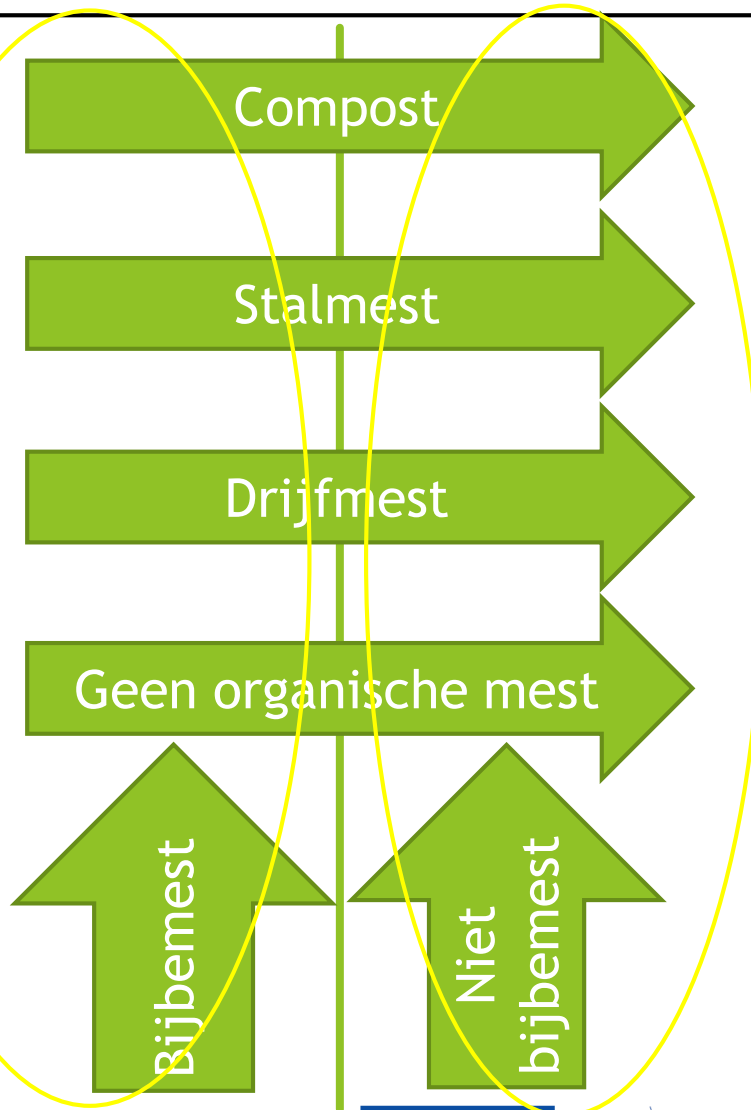 Compost
Stalmest
Drijfmest
Geen organische mest
Bijbemest
Niet
bijbemest